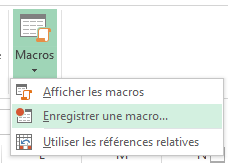 Macros
Afficher les macros
Enregistrer une macro...
Utiliser les références relatives
L
M
N